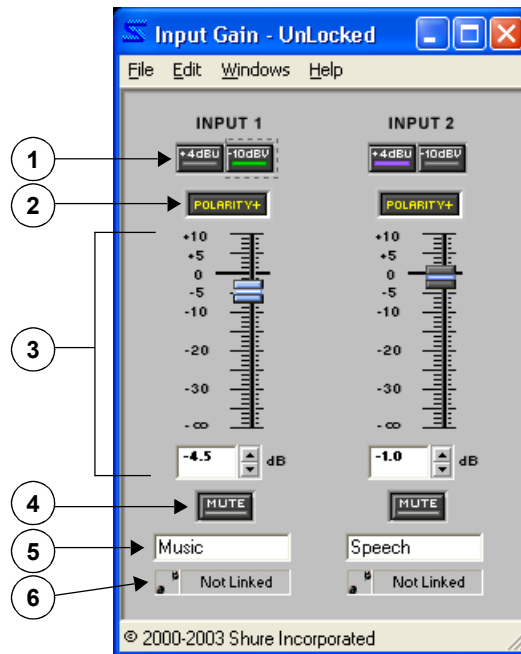 Input Gain - UnLocked
File Edit Windows Help
INPUT 1 INPUT 2
1 +4dBU -10dBV +4dBU -10dBV
2 POLARITY+ POLARITY+
+10 +10
+5 +5
0 0
-5 -5
-10 -10
3 -20 -20
-30 -30
-∞ -∞
-4.5 dB -1.0 dB
4 MUTE MUTE
5 Music Speech
6 Not Linked Not Linked
© 2000-2003 Shure Incorporated